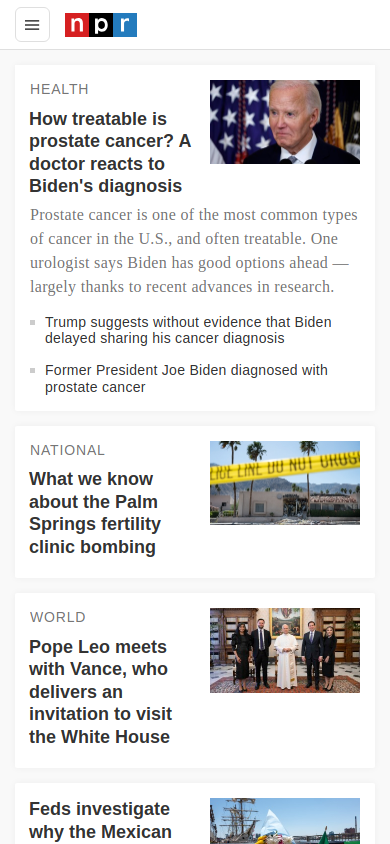 npr
HEALTH
How treatable is
prostate cancer? A
doctor reacts to
Biden's diagnosis
Prostate cancer is one of the most common types
of cancer in the U.S., and often treatable. One
urologist says Biden has good options ahead —
largely thanks to recent advances in research.
Trump suggests without evidence that Biden
delayed sharing his cancer diagnosis
Former President Joe Biden diagnosed with
prostate cancer
NATIONAL
What we know
about the Palm
Springs fertility
clinic bombing
LINE DO NOT
WORLD
Pope Leo meets
with Vance, who
delivers an
invitation to visit
the White House
Feds investigate
why the Mexican